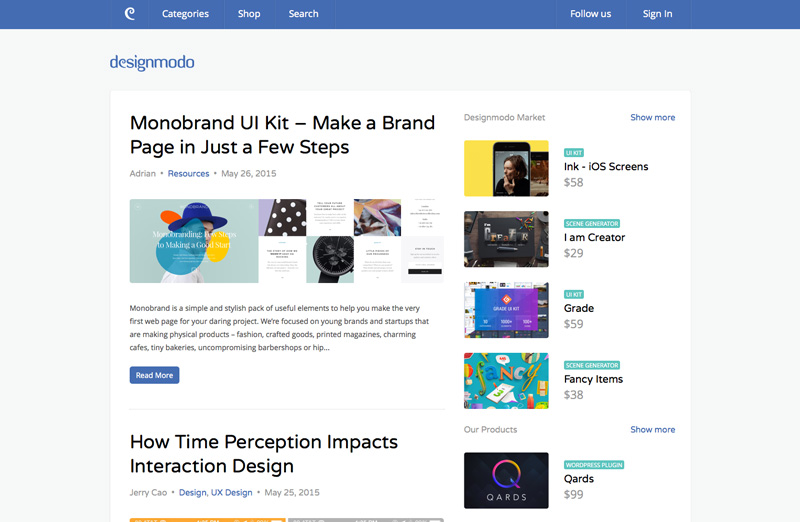 Categories
Shop
Search
Follow us
Sign In
designmodo
Monobrand UI Kit – Make a Brand
Page in Just a Few Steps
Adrian • Resources • May 26, 2015
Monobranding: Few Steps
to Making a Good Start
Monobrand is a simple and stylish pack of useful elements to help you make the very
first web page for your daring project. We're focused on young brands and startups that
are making physical products – fashion, crafted goods, printed magazines, charming
cafes, tiny bakeries, uncompromising barbershops or hip...
Read More
How Time Perception Impacts
Interaction Design
Jerry Cao • Design, UX Design • May 25, 2015
Designmodo Market
Show more
UI KIT
Ink - iOS Screens
$58
SCENE GENERATOR
I am Creator
$29
GRADE UI KIT
UI KIT
Grade
$59
fancy
SCENE GENERATOR
Fancy Items
$38
Our Products
Show more
QARDS
WORDPRESS PLUGIN
Qards
$99